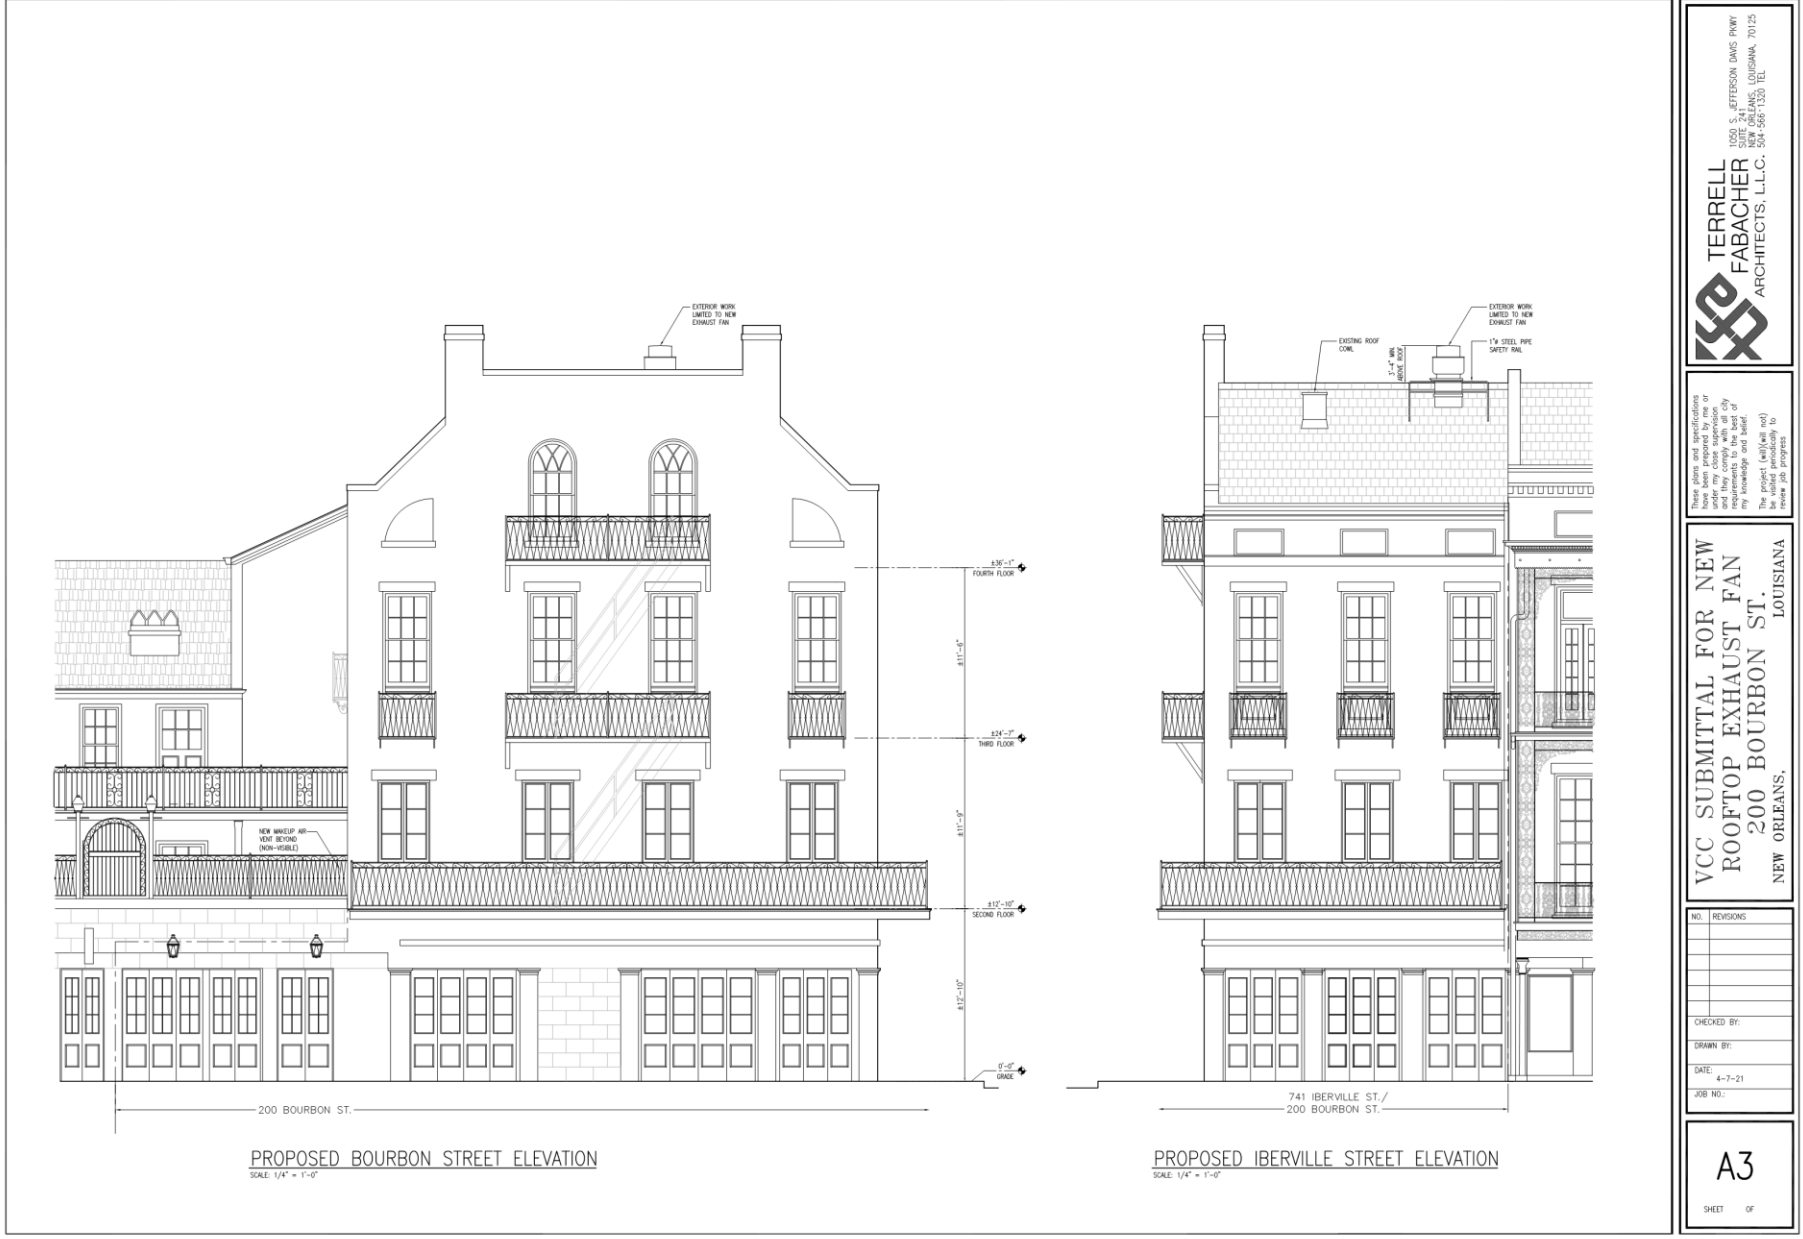 EXTERIOR WORK
LIMITED TO NEW
EXHAUST FAN
NEW MAKEUP AIR
VENT BEYOND
(NON-VISIBLE)
±36'-1"
FOURTH FLOOR
±11'-6"
±24'-7"
THIRD FLOOR
±11'-9"
±12'-10"
SECOND FLOOR
±12'-10"
0'-0"
GRADE
200 BOURBON ST.
PROPOSED BOURBON STREET ELEVATION
SCALE: 1/4" = 1'-0"
EXTERIOR WORK
LIMITED TO NEW
EXHAUST FAN
EXISTING ROOF
COWL
3'-4" MIN.
ABOVE ROOF
1"ø STEEL PIPE
SAFETY RAIL
741 IBERVILLE ST./
200 BOURBON ST.
PROPOSED IBERVILLE STREET ELEVATION
SCALE: 1/4" = 1'-0"
TERRELL
FABACHER
ARCHITECTS, L.L.C.
1050 S. JEFFERSON DAVIS PKWY
SUITE 241
NEW ORLEANS, LOUISIANA, 70125
504-566-1320 TEL
These plans and specifications
have been prepared by me or
under my close supervision
and they comply with all city
requirements to the best of
my knowledge and belief.
The project (will)(will not)
be visited periodically to
review job progress
VCC SUBMITTAL FOR NEW
ROOFTOP EXHAUST FAN
200 BOURBON ST.
NEW ORLEANS, LOUISIANA
NO. REVISIONS
CHECKED BY:
DRAWN BY:
DATE:
4-7-21
JOB NO.:
A3
SHEET OF